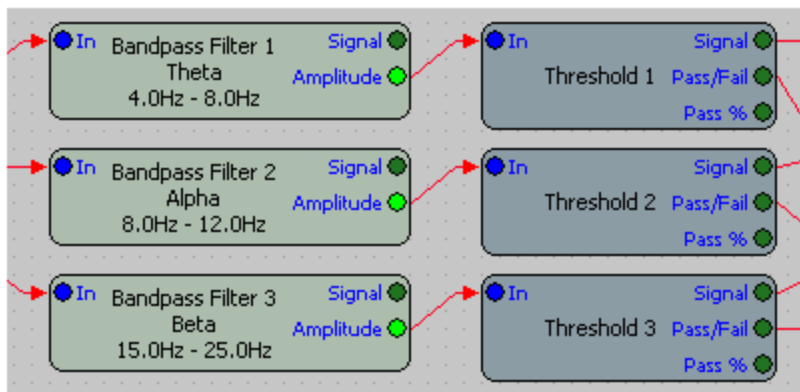 In
Bandpass Filter 1
Theta
4.0Hz - 8.0Hz
Signal
Amplitude
In
Threshold 1
Signal
Pass/Fail
Pass %
In
Bandpass Filter 2
Alpha
8.0Hz - 12.0Hz
Signal
Amplitude
In
Threshold 2
Signal
Pass/Fail
Pass %
In
Bandpass Filter 3
Beta
15.0Hz - 25.0Hz
Signal
Amplitude
In
Threshold 3
Signal
Pass/Fail
Pass %